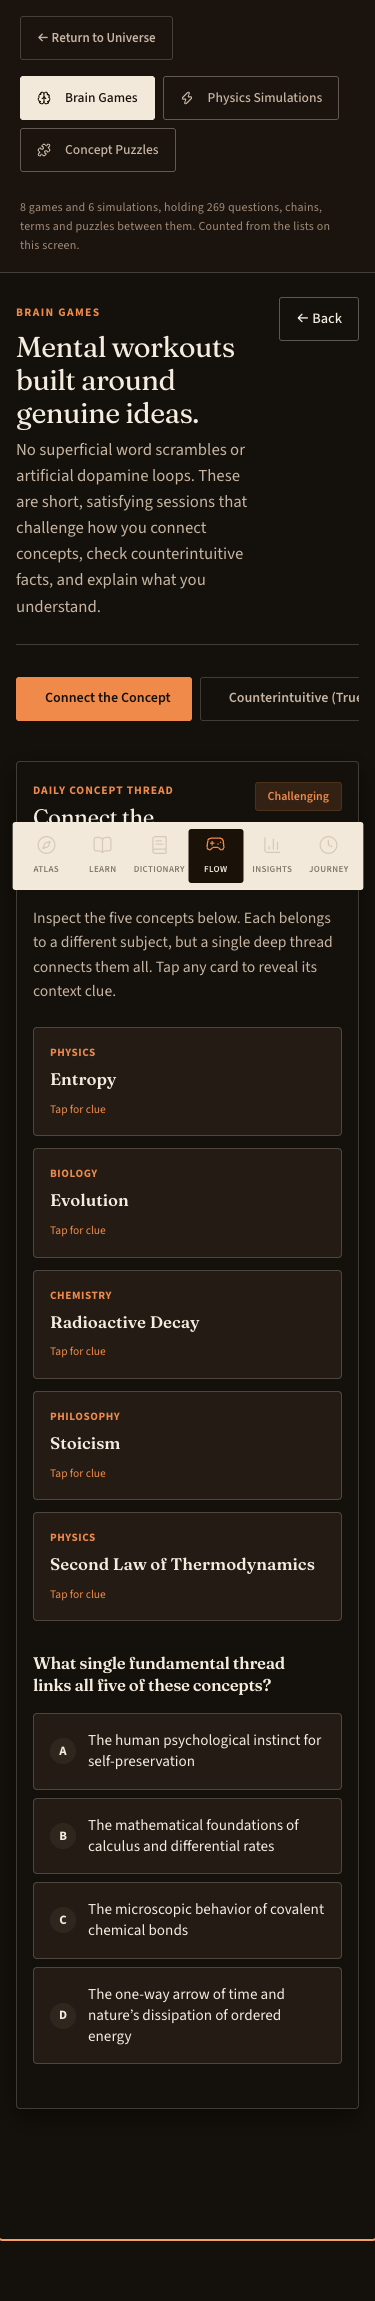 ← Return to Universe
Brain Games
Physics Simulations
Concept Puzzles
8 games and 6 simulations, holding 269 questions, chains,
terms and puzzles between them. Counted from the lists on
this screen.
BRAIN GAMES
← Back
Mental workouts
built around
genuine ideas.
No superficial word scrambles or
artificial dopamine loops. These
are short, satisfying sessions that
challenge how you connect
concepts, check counterintuitive
facts, and explain what you
understand.
Connect the Concept
Counterintuitive (True
DAILY CONCEPT THREAD
Challenging
Connect the
ATLAS
LEARN
DICTIONARY
FLOW
INSIGHTS
JOURNEY
Inspect the five concepts below. Each belongs
to a different subject, but a single deep thread
connects them all. Tap any card to reveal its
context clue.
PHYSICS
Entropy
Tap for clue
BIOLOGY
Evolution
Tap for clue
CHEMISTRY
Radioactive Decay
Tap for clue
PHILOSOPHY
Stoicism
Tap for clue
PHYSICS
Second Law of Thermodynamics
Tap for clue
What single fundamental thread
links all five of these concepts?
A
The human psychological instinct for
self-preservation
B
The mathematical foundations of
calculus and differential rates
C
The microscopic behavior of covalent
chemical bonds
D
The one-way arrow of time and
nature’s dissipation of ordered
energy